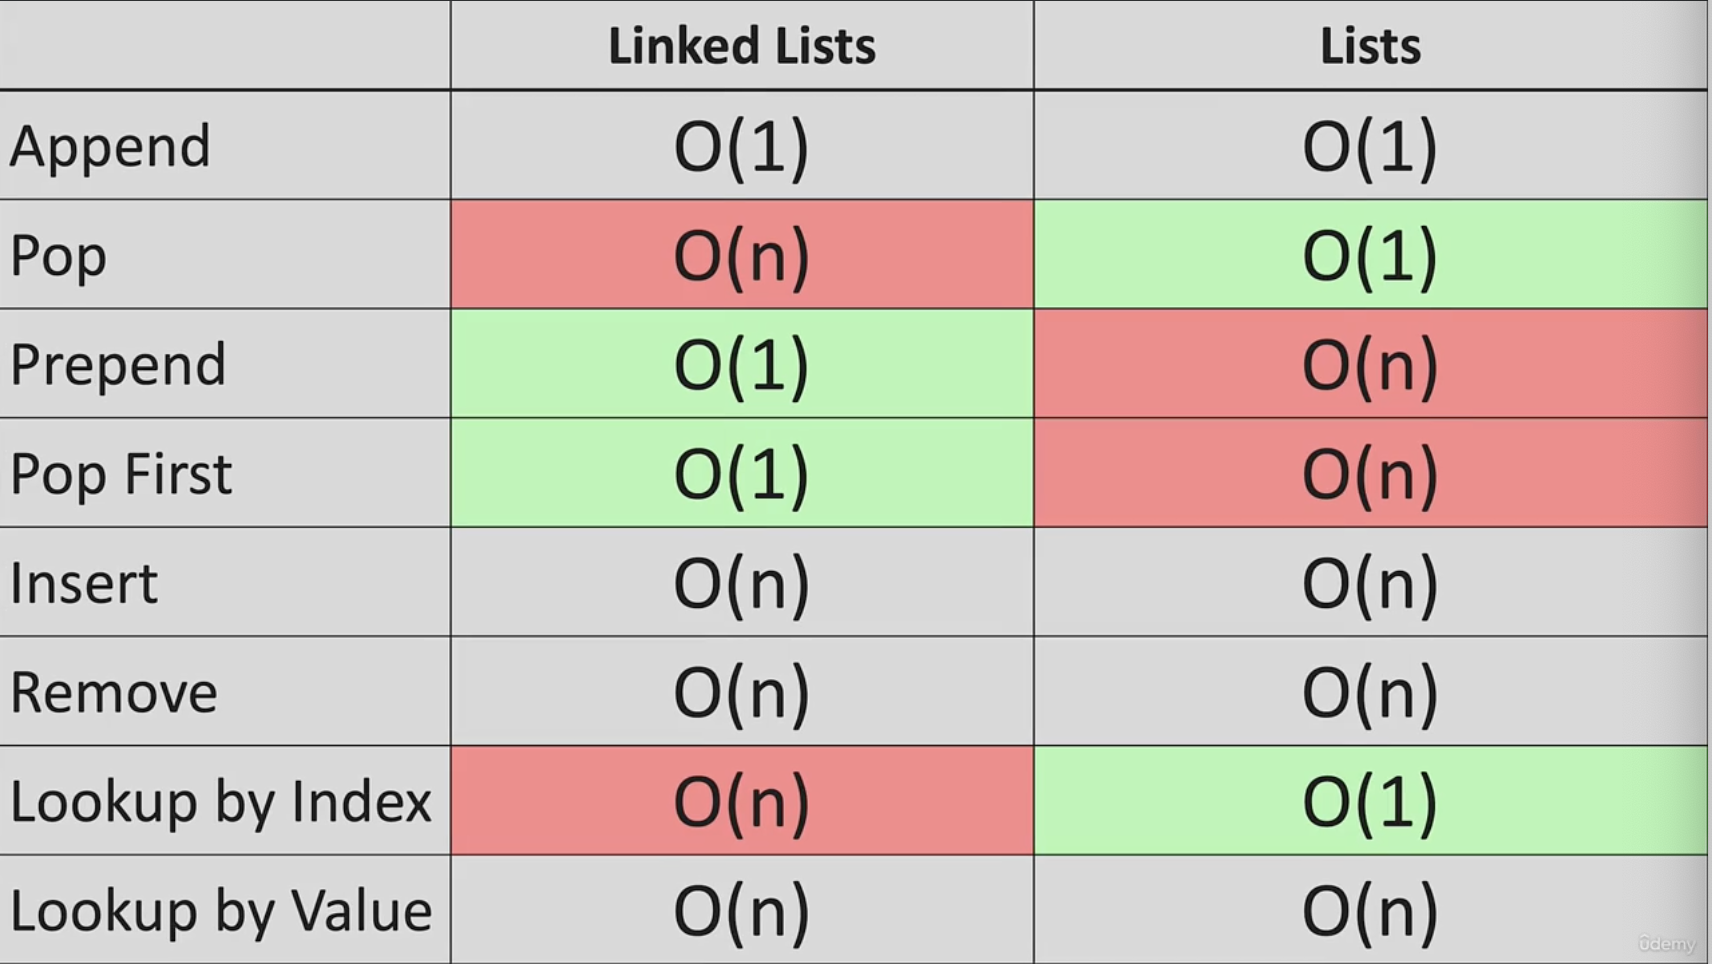 Linked Lists Lists
Append O(1) O(1)
Pop O(n) O(1)
Prepend O(1) O(n)
Pop First O(1) O(n)
Insert O(n) O(n)
Remove O(n) O(n)
Lookup by Index O(n) O(1)
Lookup by Value O(n) O(n)
ûdemy